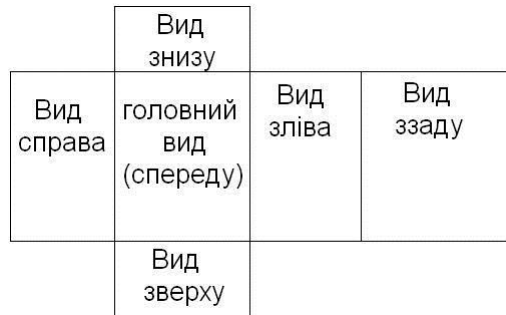 Вид
знизу
Вид
справа
головний
вид
(спереду)
Вид
зліва
Вид
ззаду
Вид
зверху